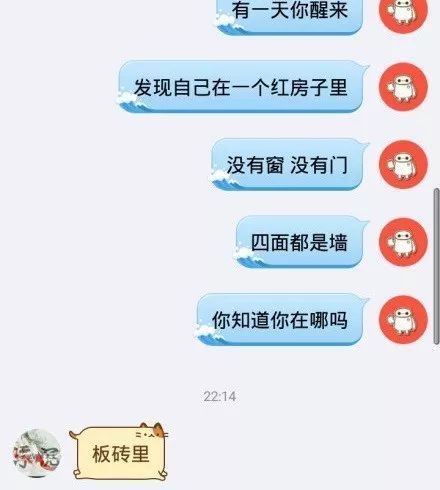 有一天你醒来
发现自己在一个红房子里
没有窗 没有门
四面都是墙
你知道你在哪吗
22:14
板砖里